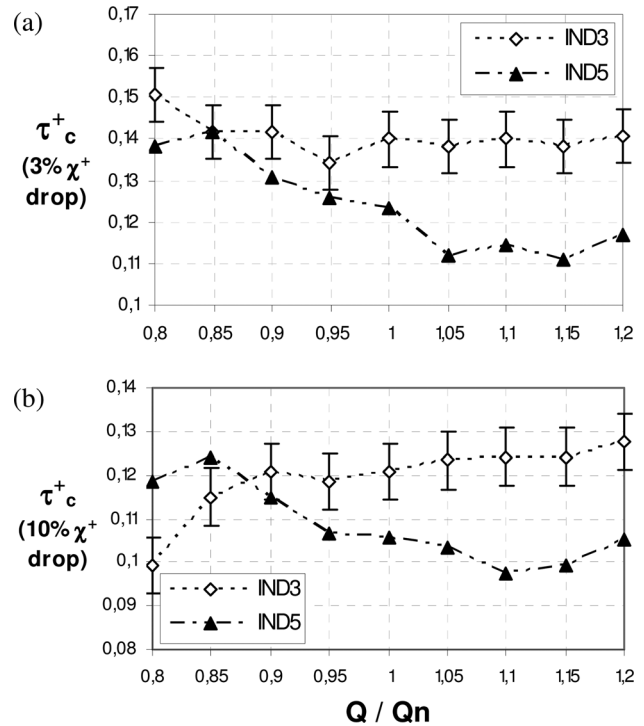 (a)
0,17
0,16
0,15
0,14
0,13
0,12
0,11
0,1
τ⁺c
(3% χ⁺
drop)
IND3
IND5
0,8 0,85 0,9 0,95 1 1,05 1,1 1,15 1,2
(b)
0,14
0,13
0,12
0,11
0,1
0,09
0,08
τ⁺c
(10% χ⁺
drop)
IND3
IND5
0,8 0,85 0,9 0,95 1 1,05 1,1 1,15 1,2
Q / Qn